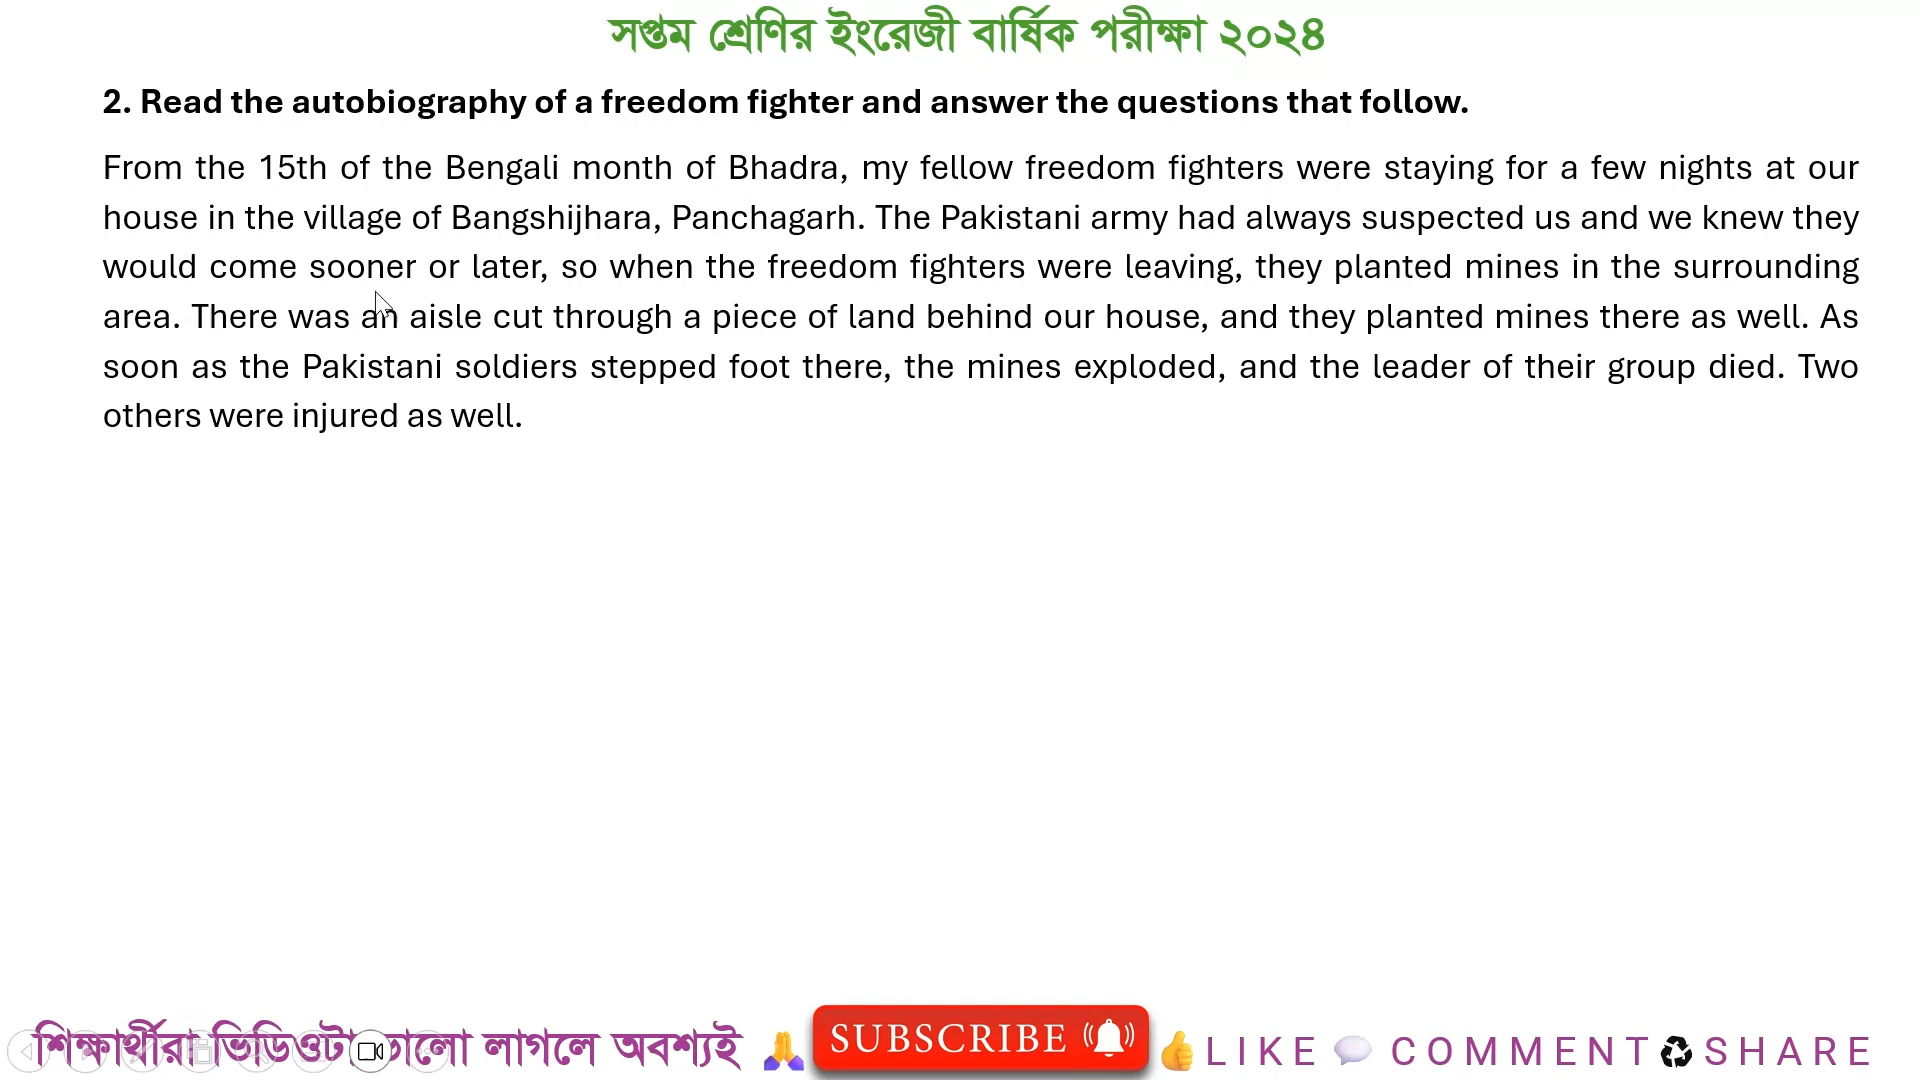 সপ্তম শ্রেণির ইংরেজী বার্ষিক পরীক্ষা ২০২৪
2. Read the autobiography of a freedom fighter and answer the questions that follow.
From the 15th of the Bengali month of Bhadra, my fellow freedom fighters were staying for a few nights at our
house in the village of Bangshijhara, Panchagarh. The Pakistani army had always suspected us and we knew they
would come sooner or later, so when the freedom fighters were leaving, they planted mines in the surrounding
area. There was an aisle cut through a piece of land behind our house, and they planted mines there as well. As
soon as the Pakistani soldiers stepped foot there, the mines exploded, and the leader of their group died. Two
others were injured as well.
শিক্ষার্থীরা ভিডিওটা ভালো লাগলে অবশ্যই SUBSCRIBE LIKE COMMENT SHARE